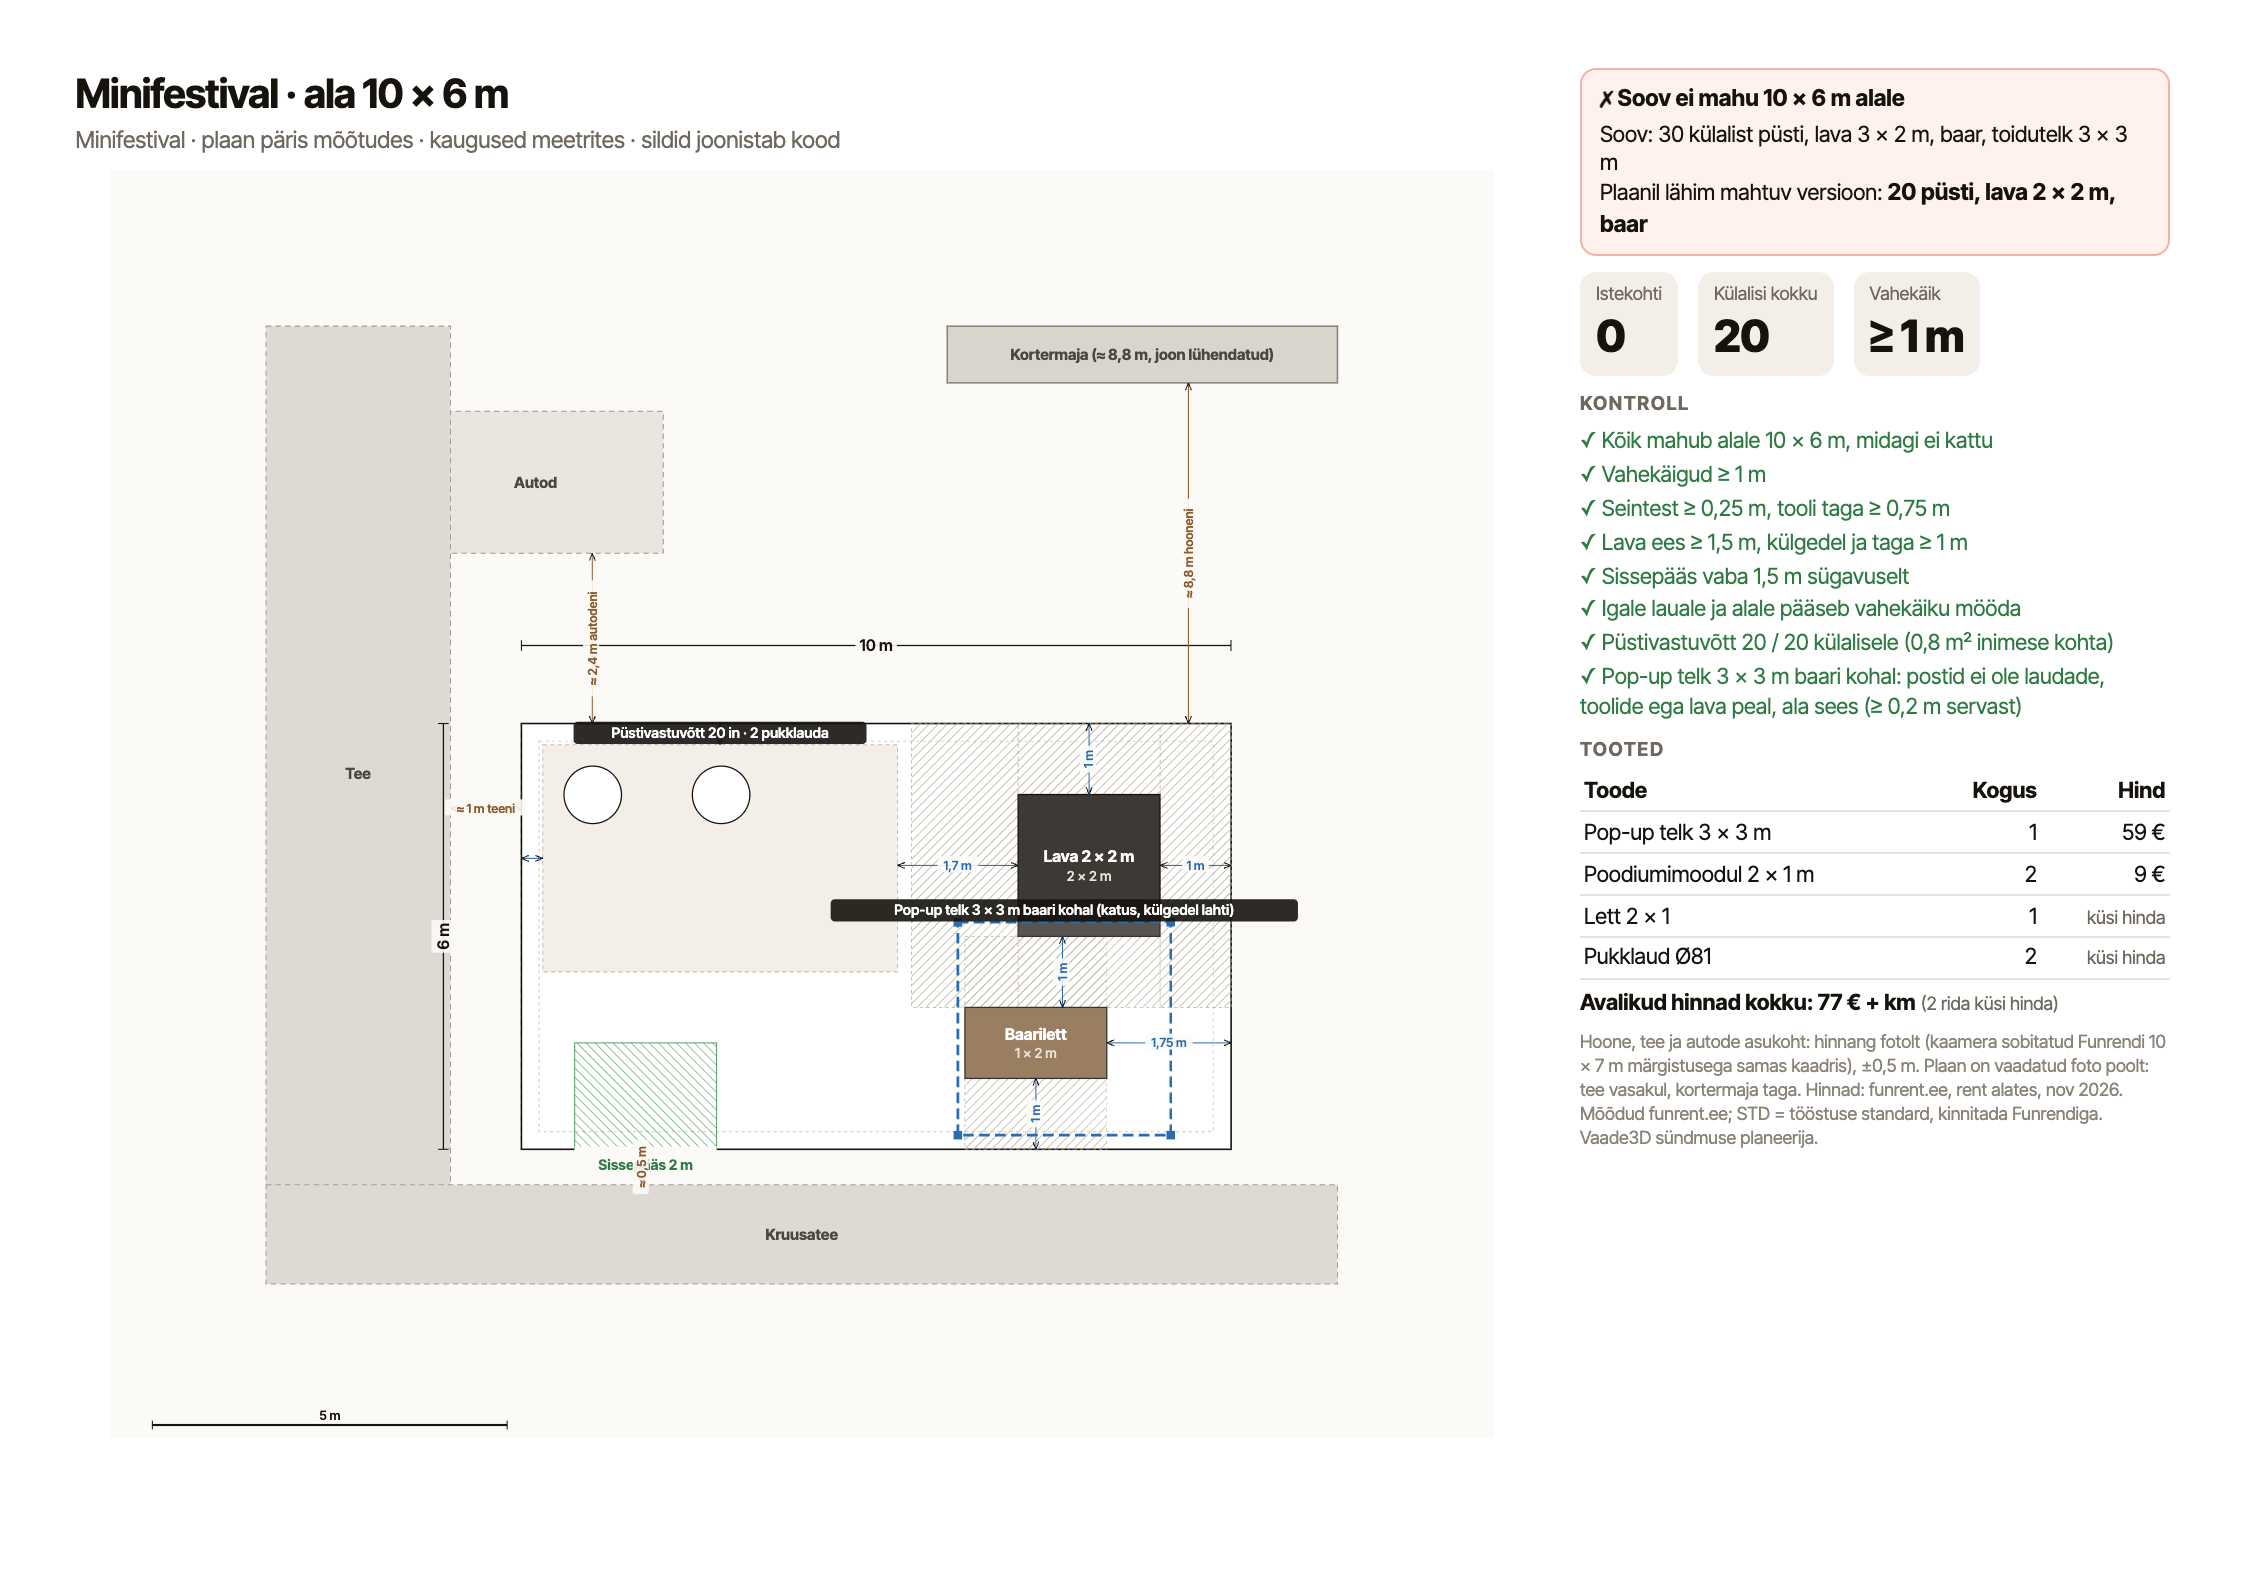 Minifestival · ala 10 × 6 m
Minifestival · plaan päris mõõtudes · kaugused meetrites · sildid joonistab kood
Kortermaja (≈ 8,8 m, joon lühendatud)
Autod
≈ 8,8 m hooneni
≈ 2,4 m autodeni
10 m
Püstivastuvõtt 20 in · 2 pukklauda
1 m
Tee
≈ 1 m teeni
Lava 2 × 2 m
2 × 2 m
1,7 m
1 m
Pop-up telk 3 × 3 m baari kohal (katus, külgedel lahti)
6 m
1 m
Baarilett
1 × 2 m
1,75 m
1 m
Sissepääs 2 m
≈ 0,5 m
Kruusatee
5 m
✗ Soov ei mahu 10 × 6 m alale
Soov: 30 külalist püsti, lava 3 × 2 m, baar, toidutelk 3 × 3
m
Plaanil lähim mahtuv versioon: 20 püsti, lava 2 × 2 m,
baar
Istekohti
0
Külalisi kokku
20
Vahekäik
≥ 1 m
KONTROLL
✓ Kõik mahub alale 10 × 6 m, midagi ei kattu
✓ Vahekäigud ≥ 1 m
✓ Seintest ≥ 0,25 m, tooli taga ≥ 0,75 m
✓ Lava ees ≥ 1,5 m, külgedel ja taga ≥ 1 m
✓ Sissepääs vaba 1,5 m sügavuselt
✓ Igale lauale ja alale pääseb vahekäiku mööda
✓ Püstivastuvõtt 20 / 20 külalisele (0,8 m² inimese kohta)
✓ Pop-up telk 3 × 3 m baari kohal: postid ei ole laudade,
toolide ega lava peal, ala sees (≥ 0,2 m servast)
TOOTED
Toode Kogus Hind
Pop-up telk 3 × 3 m 1 59 €
Poodiumimoodul 2 × 1 m 2 9 €
Lett 2 × 1 1 küsi hinda
Pukklaud Ø81 2 küsi hinda
Avalikud hinnad kokku: 77 € + km (2 rida küsi hinda)
Hoone, tee ja autode asukoht: hinnang fotolt (kaamera sobitatud Funrendi 10
× 7 m märgistusega samas kaadris), ±0,5 m. Plaan on vaadatud foto poolt:
tee vasakul, kortermaja taga. Hinnad: funrent.ee, rent alates, nov 2026.
Mõõdud funrent.ee; STD = tööstuse standard, kinnitada Funrendiga.
Vaade3D sündmuse planeerija.